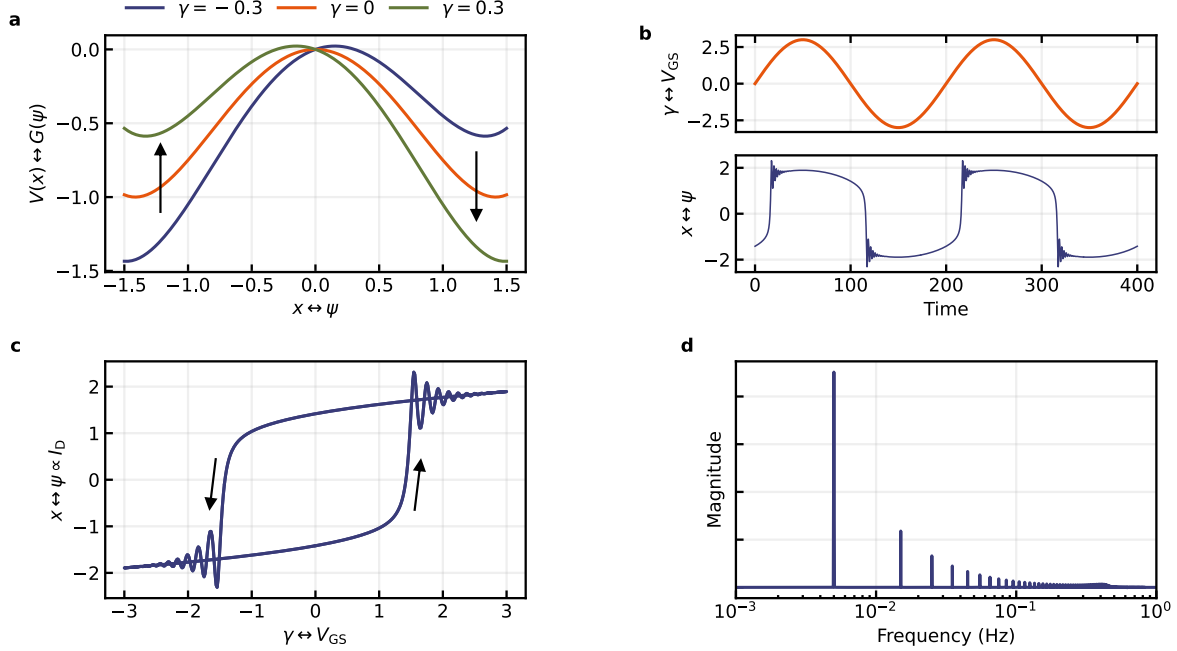 γ = − 0.3 γ = 0 γ = 0.3
a
V(x) ↔ G(ψ)
0.0
−0.5
−1.0
−1.5
−1.5 −1.0 −0.5 0.0 0.5 1.0 1.5
x ↔ ψ
b
γ ↔ V_GS
2.5
0.0
−2.5
x ↔ ψ
2
0
−2
0 100 200 300 400
Time
c
x ↔ ψ ∝ I_D
2
1
0
−1
−2
−3 −2 −1 0 1 2 3
γ ↔ V_GS
d
Magnitude
10⁻³ 10⁻² 10⁻¹ 10⁰
Frequency (Hz)